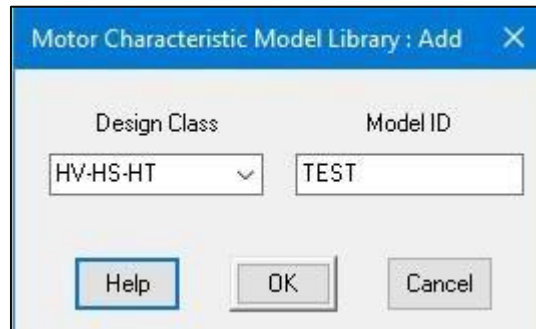 Motor Characteristic Model Library : Add
Design Class Model ID
HV-HS-HT TEST
Help OK Cancel